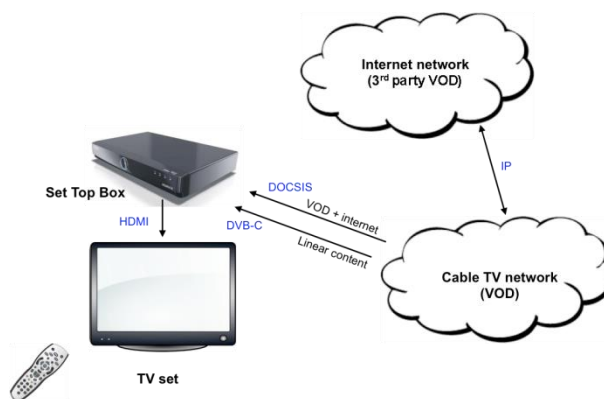 Internet network
(3rd party VOD)
IP
DOCSIS
VOD + internet
Set Top Box
HDMI
DVB-C
Linear content
Cable TV network
(VOD)
TV set